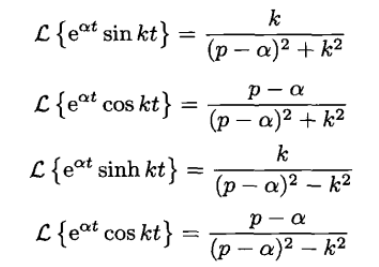 ℒ {e^{αt} sin kt} = k / ((p − α)² + k²)
ℒ {e^{αt} cos kt} = (p − α) / ((p − α)² + k²)
ℒ {e^{αt} sinh kt} = k / ((p − α)² − k²)
ℒ {e^{αt} cos kt} = (p − α) / ((p − α)² − k²)